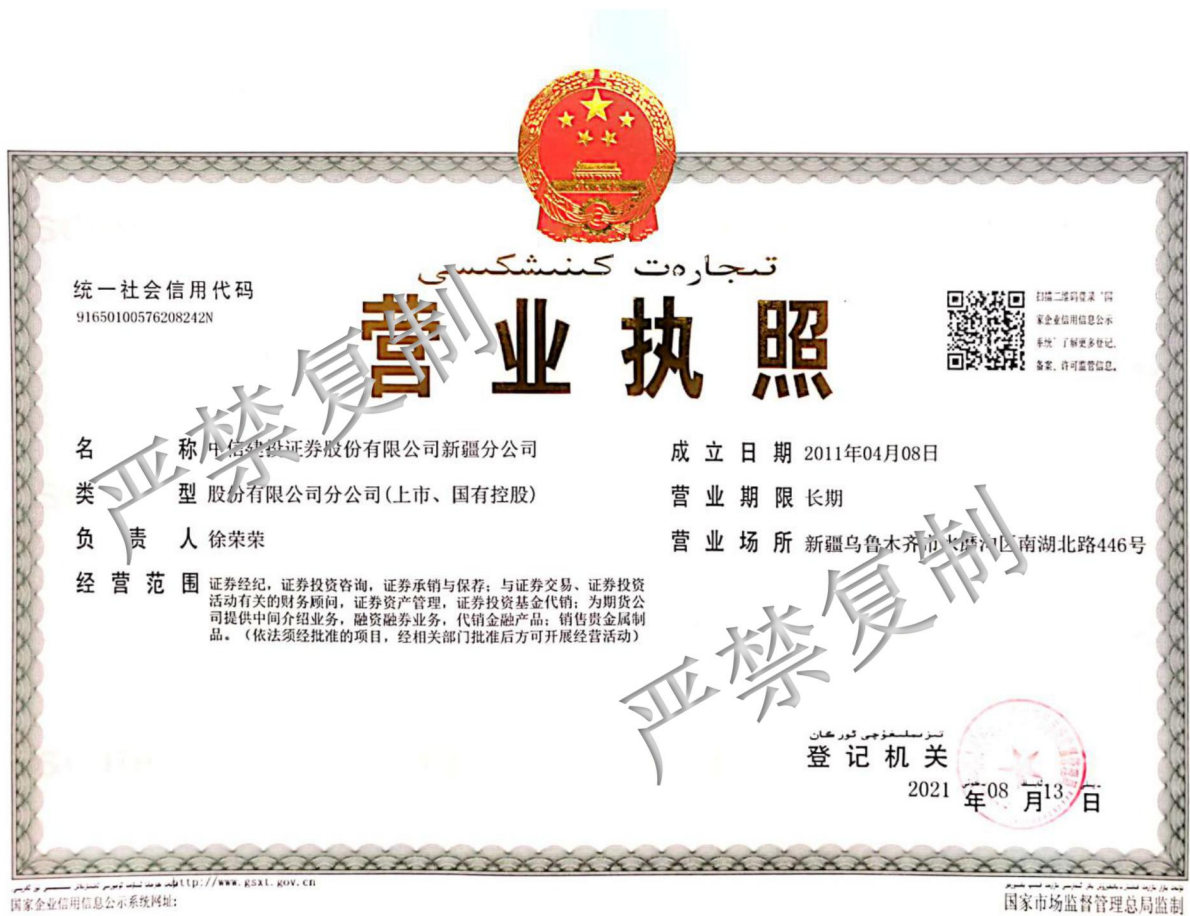 تىجارەت كىنىشكىسى
营业执照
统一社会信用代码
91650100576208242N
扫描二维码登录“国
家企业信用信息公示
系统”了解更多登记、
备案、许可监管信息。
名称 中信建投证券股份有限公司新疆分公司
类型 股份有限公司分公司(上市、国有控股)
负责人 徐荣荣
经营范围 证券经纪，证券投资咨询，证券承销与保荐；与证券交易、证券投资
活动有关的财务顾问，证券资产管理，证券投资基金代销；为期货公
司提供中间介绍业务，融资融券业务，代销金融产品；销售贵金属制
品。（依法须经批准的项目，经相关部门批准后方可开展经营活动）
成立日期 2011年04月08日
营业期限 长期
营业场所 新疆乌鲁木齐市水磨沟区南湖北路446号
严禁复制
严禁复制
تىزىملىغۇچى ئورگان
登记机关
2021年08月13日
http://www.gsxt.gov.cn
国家企业信用信息公示系统网址:
国家市场监督管理总局监制